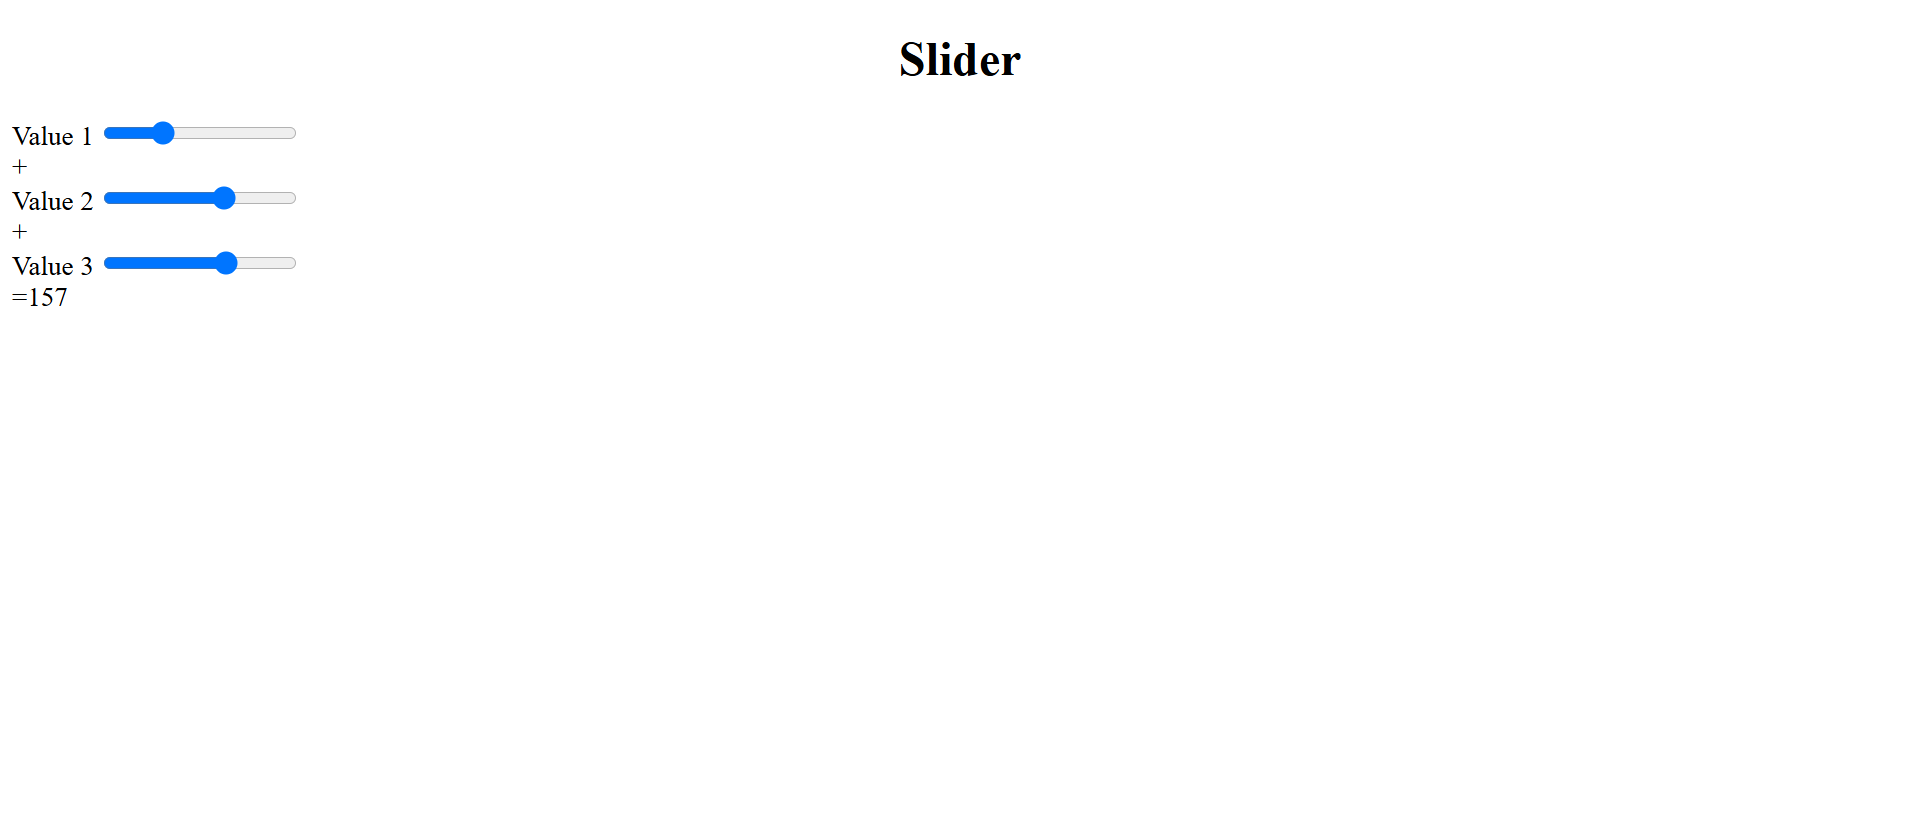 Slider
Value 1
+
Value 2
+
Value 3
=157